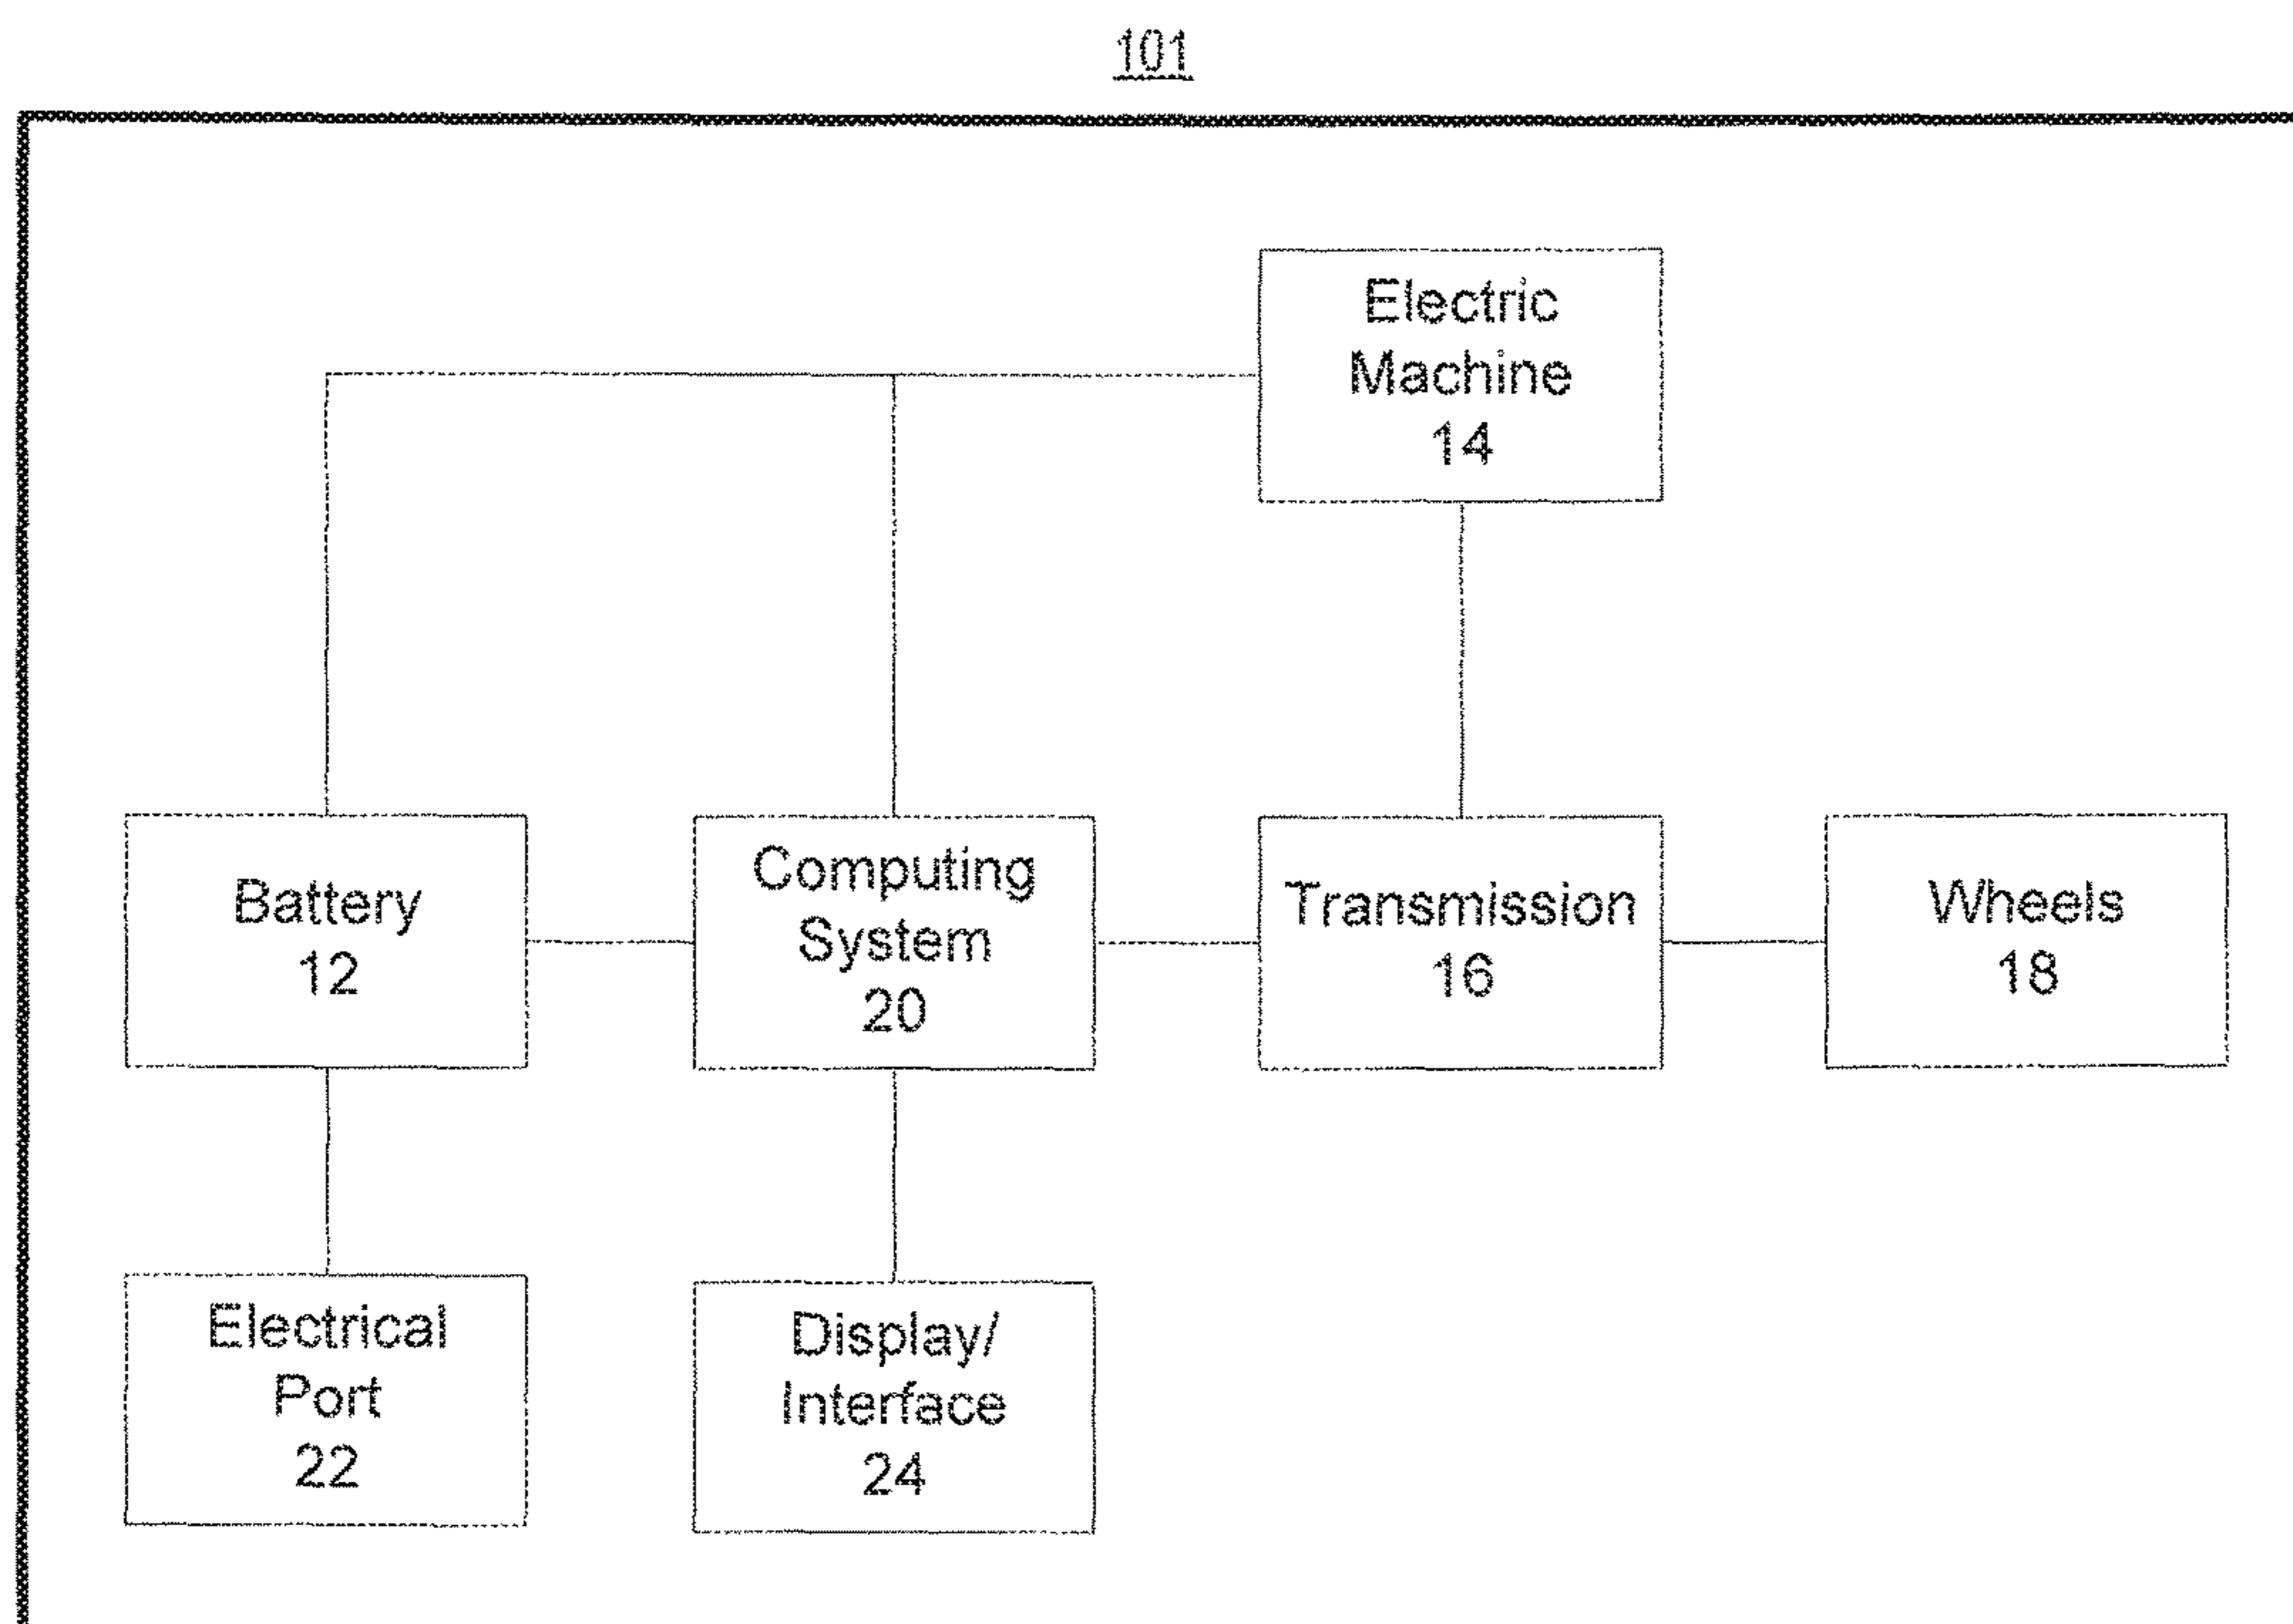 101
Electric
Machine
14
Battery
12
Computing
System
20
Transmission
16
Wheels
18
Electrical
Port
22
Display/
Interface
24